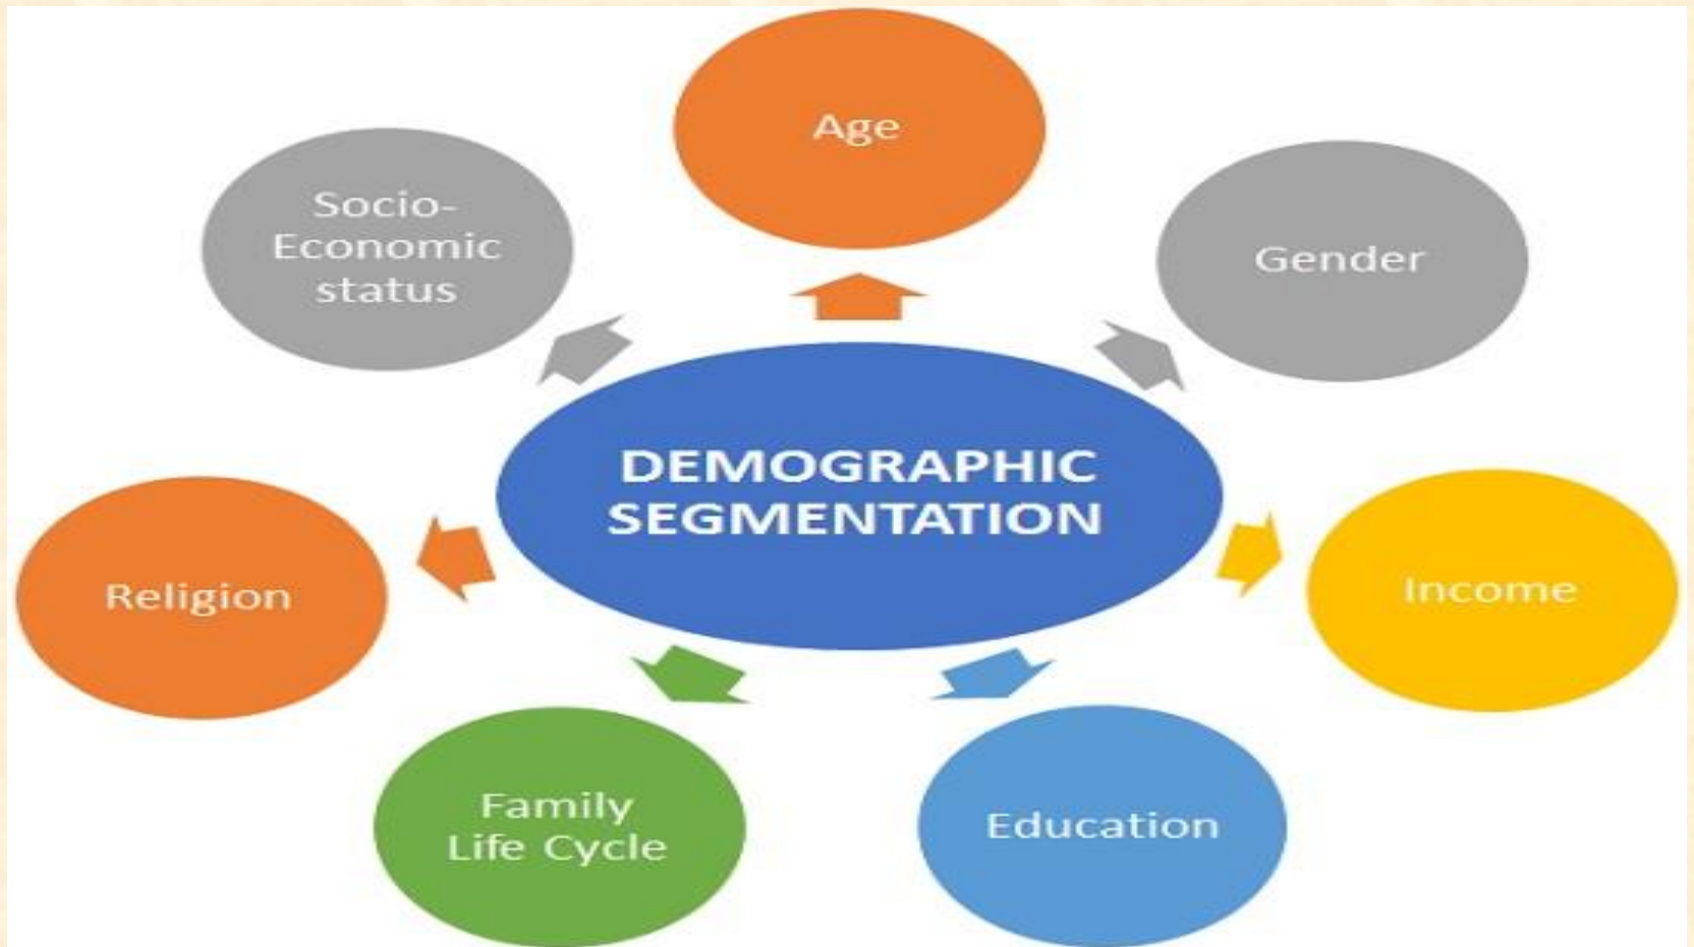 Age
Socio-
Economic
status
Gender
DEMOGRAPHIC
SEGMENTATION
Religion
Income
Family
Life Cycle
Education